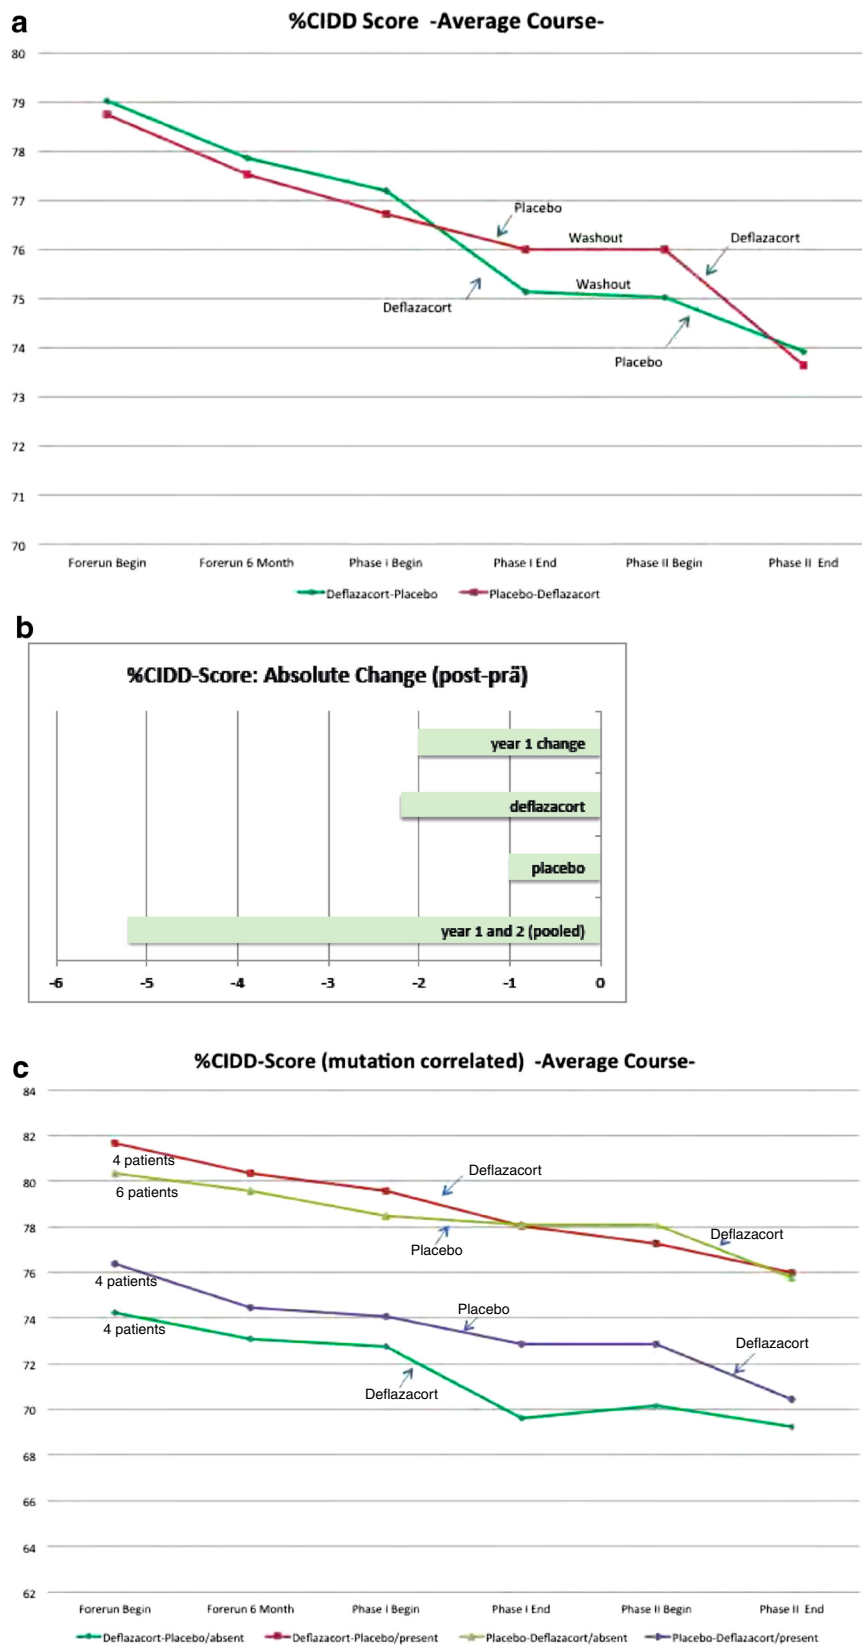 a
%CIDD Score -Average Course-
80
79
78
77
76
75
74
73
72
71
70
Placebo
Washout
Deflazacort
Deflazacort
Washout
Placebo
Forerun Begin Forerun 6 Month Phase I Begin Phase I End Phase II Begin Phase II End
Deflazacort-Placebo Placebo-Deflazacort
b
%CIDD-Score: Absolute Change (post-prä)
year 1 change
deflazacort
placebo
year 1 and 2 (pooled)
-6 -5 -4 -3 -2 -1 0
c
%CIDD-Score (mutation correlated) -Average Course-
84
82
80
78
76
74
72
70
68
66
64
62
4 patients
Deflazacort
6 patients
Placebo
Deflazacort
4 patients
Placebo
4 patients
Deflazacort
Deflazacort
Forerun Begin Forerun 6 Month Phase I Begin Phase I End Phase II Begin Phase II End
Deflazacort-Placebo/absent Deflazacort-Placebo/present Placebo-Deflazacort/absent Placebo-Deflazacort/present